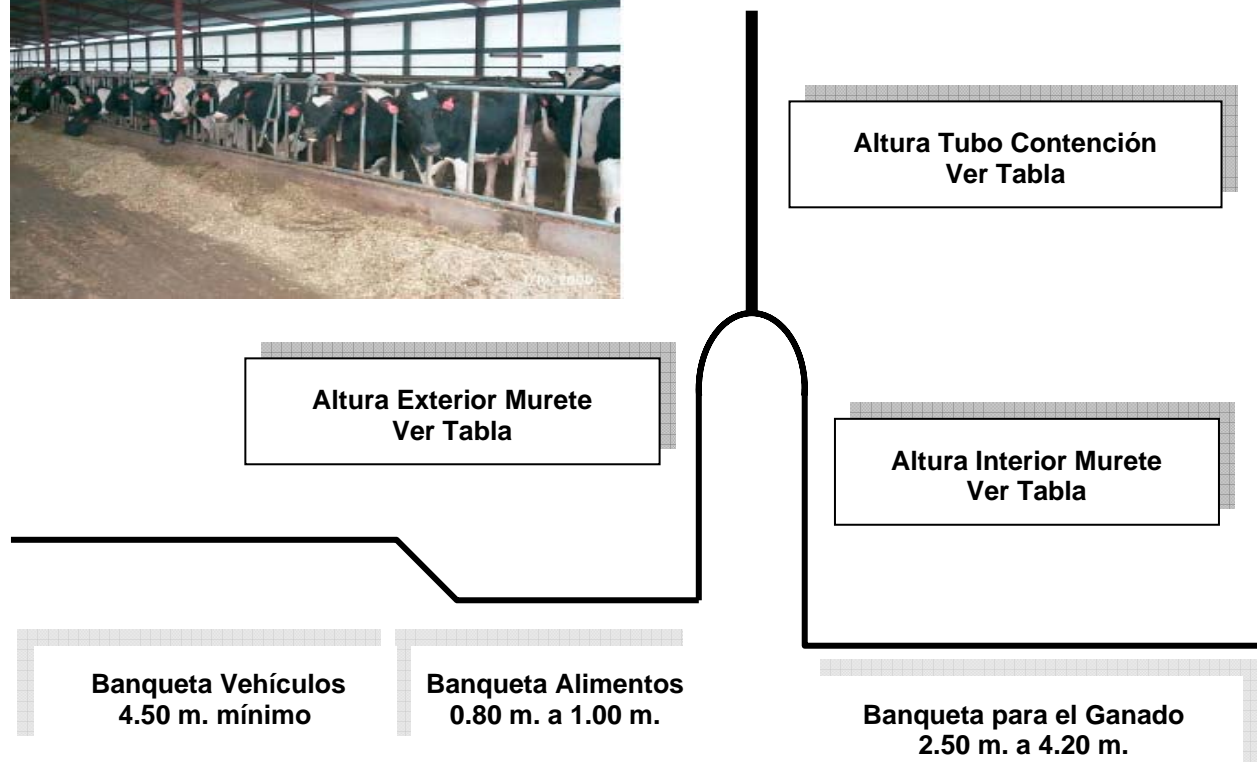 Altura Tubo Contención
Ver Tabla
Altura Exterior Murete
Ver Tabla
Altura Interior Murete
Ver Tabla
Banqueta Vehículos
4.50 m. mínimo
Banqueta Alimentos
0.80 m. a 1.00 m.
Banqueta para el Ganado
2.50 m. a 4.20 m.